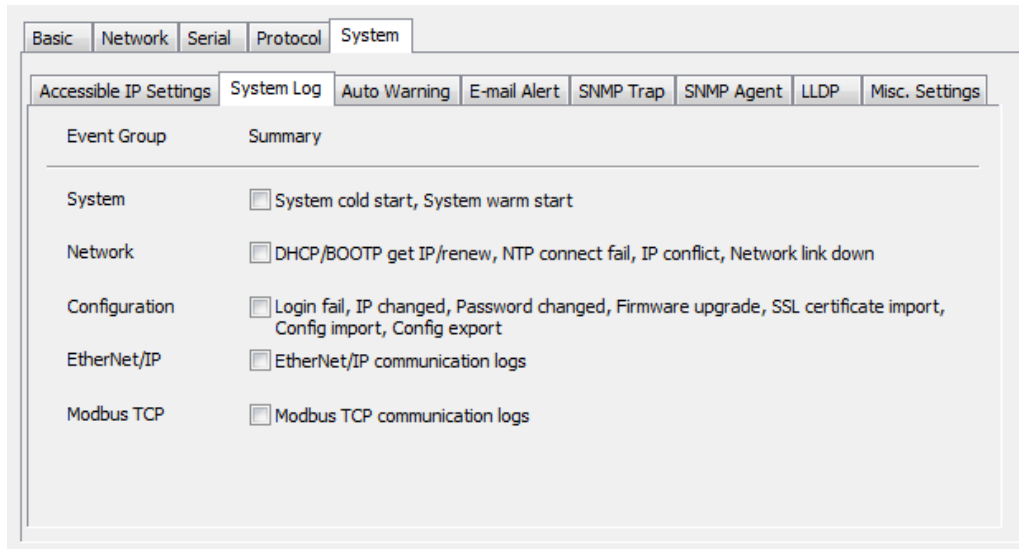 Basic Network Serial Protocol System
Accessible IP Settings System Log Auto Warning E-mail Alert SNMP Trap SNMP Agent LLDP Misc. Settings
Event Group Summary
System System cold start, System warm start
Network DHCP/BOOTP get IP/renew, NTP connect fail, IP conflict, Network link down
Configuration Login fail, IP changed, Password changed, Firmware upgrade, SSL certificate import,
Config import, Config export
EtherNet/IP EtherNet/IP communication logs
Modbus TCP Modbus TCP communication logs